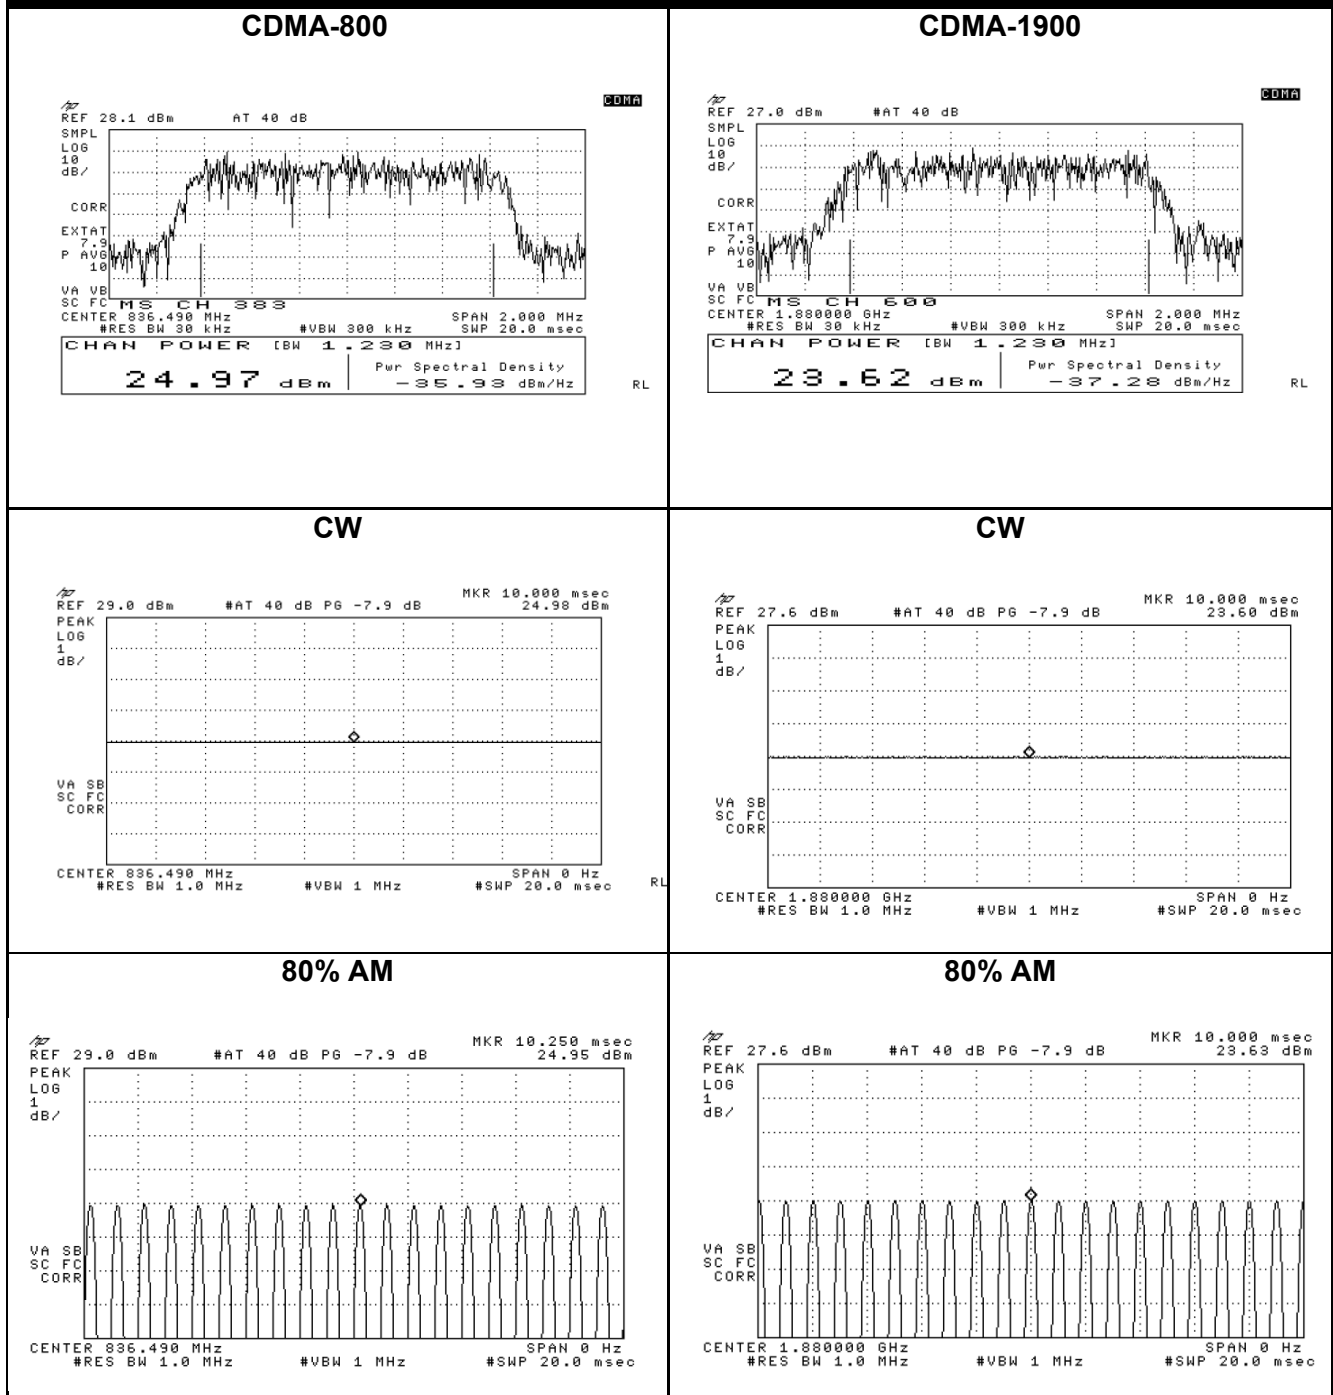 CDMA-800
CDMA
hp
REF 28.1 dBm AT 40 dB
SMPL
LOG
10
dB/
CORR
EXTAT
7.9
P AVG
10
VA VB
SC FC MS CH 383
CENTER 836.490 MHz SPAN 2.000 MHz
#RES BW 30 kHz #VBW 300 kHz SWP 20.0 msec
CHAN POWER [BW 1.230 MHz]
Pwr Spectral Density
24.97 dBm -35.93 dBm/Hz
RL
CDMA-1900
CDMA
hp
REF 27.0 dBm #AT 40 dB
SMPL
LOG
10
dB/
CORR
EXTAT
7.9
P AVG
10
VA VB
SC FC MS CH 600
CENTER 1.880000 GHz SPAN 2.000 MHz
#RES BW 30 kHz #VBW 300 kHz SWP 20.0 msec
CHAN POWER [BW 1.230 MHz]
Pwr Spectral Density
23.62 dBm -37.28 dBm/Hz
RL
CW
hp
MKR 10.000 msec
REF 29.0 dBm #AT 40 dB PG -7.9 dB 24.98 dBm
PEAK
LOG
1
dB/
VA SB
SC FC
CORR
CENTER 836.490 MHz SPAN 0 Hz
#RES BW 1.0 MHz #VBW 1 MHz #SWP 20.0 msec
RL
CW
hp
MKR 10.000 msec
REF 27.6 dBm #AT 40 dB PG -7.9 dB 23.60 dBm
PEAK
LOG
1
dB/
VA SB
SC FC
CORR
CENTER 1.880000 GHz SPAN 0 Hz
#RES BW 1.0 MHz #VBW 1 MHz #SWP 20.0 msec
80% AM
hp
MKR 10.250 msec
REF 29.0 dBm #AT 40 dB PG -7.9 dB 24.95 dBm
PEAK
LOG
1
dB/
VA SB
SC FC
CORR
CENTER 836.490 MHz SPAN 0 Hz
#RES BW 1.0 MHz #VBW 1 MHz #SWP 20.0 msec
80% AM
hp
MKR 10.000 msec
REF 27.6 dBm #AT 40 dB PG -7.9 dB 23.63 dBm
PEAK
LOG
1
dB/
VA SB
SC FC
CORR
CENTER 1.880000 GHz SPAN 0 Hz
#RES BW 1.0 MHz #VBW 1 MHz #SWP 20.0 msec